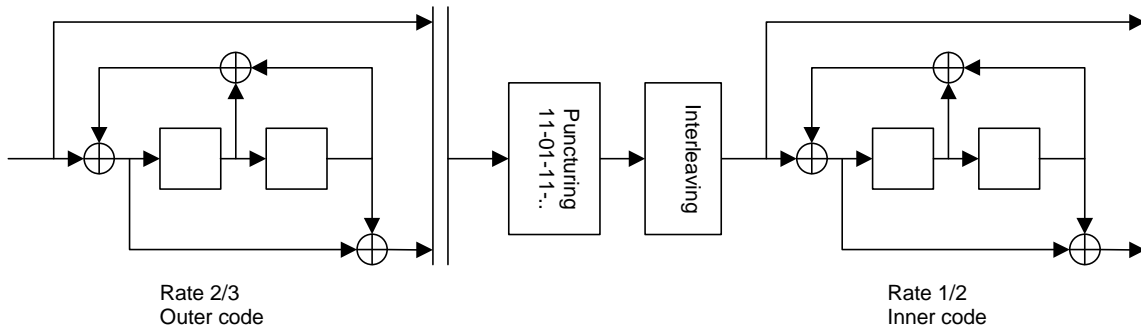 Puncturing
11-01-11-..
Interleaving
Rate 2/3
Outer code
Rate 1/2
Inner code